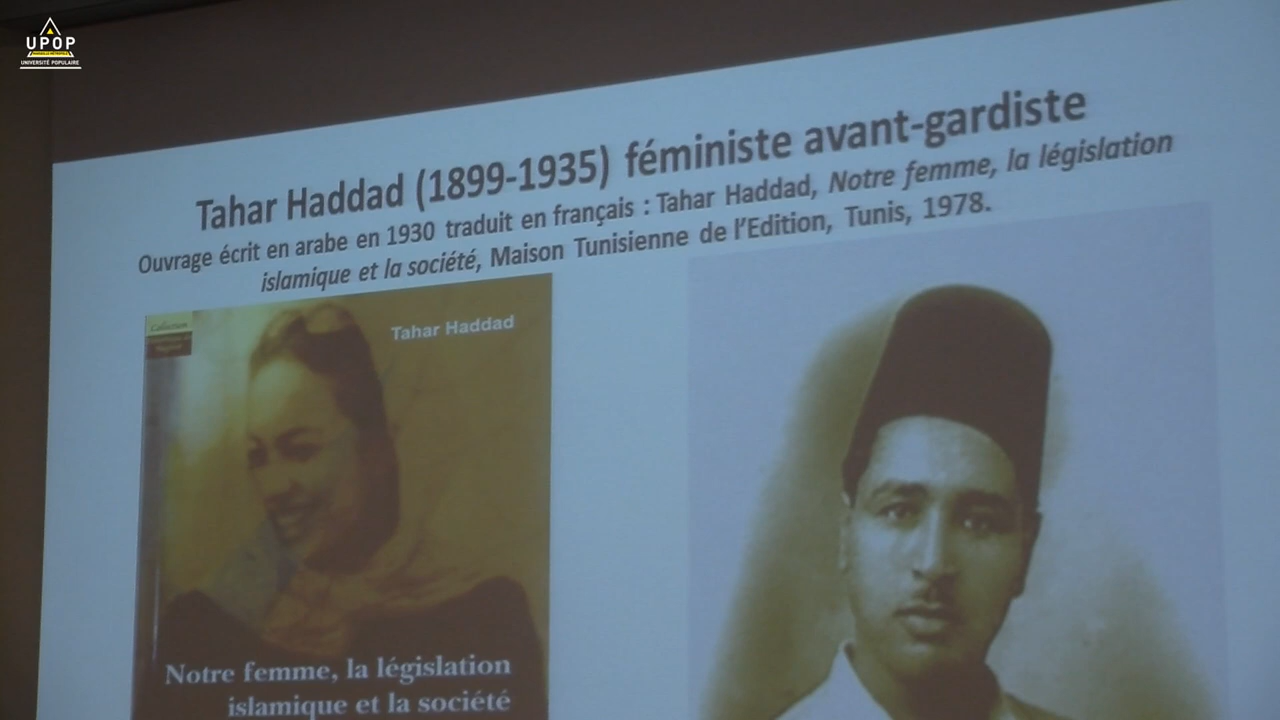 UPOP
UNIVERSITÉ POPULAIRE
Tahar Haddad (1899-1935) féministe avant-gardiste
Ouvrage écrit en arabe en 1930 traduit en français : Tahar Haddad, Notre femme, la législation
islamique et la société, Maison Tunisienne de l’Edition, Tunis, 1978.
Collection
Tahar Haddad
Notre femme, la législation
islamique et la société